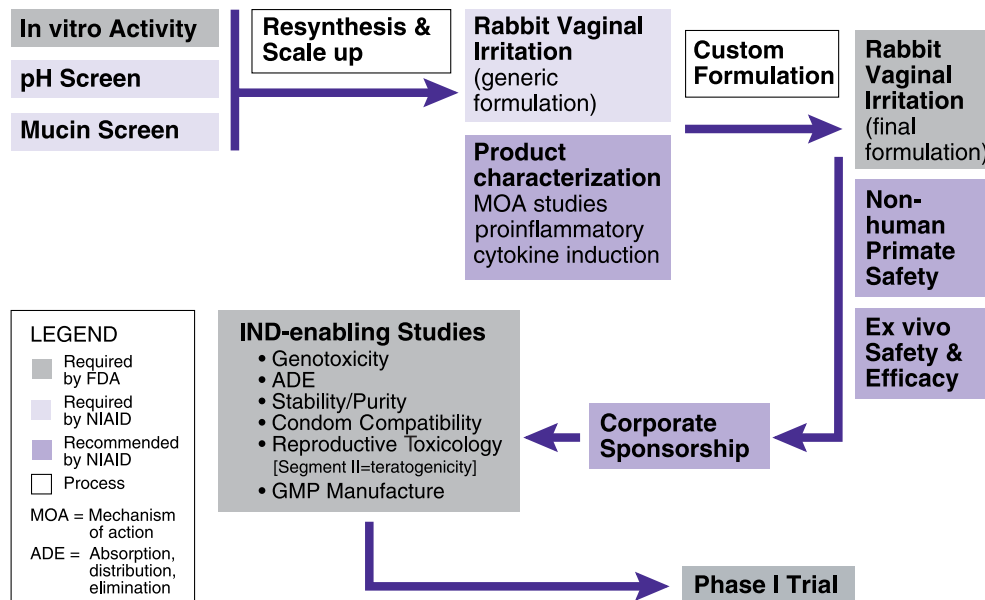 In vitro Activity
pH Screen
Mucin Screen
Resynthesis &
Scale up
Rabbit Vaginal
Irritation
(generic
formulation)
Product
characterization
MOA studies
proinflammatory
cytokine induction
Custom
Formulation
Rabbit
Vaginal
Irritation
(final
formulation)
Non-
human
Primate
Safety
Ex vivo
Safety &
Efficacy
Corporate
Sponsorship
IND-enabling Studies
• Genotoxicity
• ADE
• Stability/Purity
• Condom Compatibility
• Reproductive Toxicology
[Segment II=teratogenicity]
• GMP Manufacture
Phase I Trial
LEGEND
Required
by FDA
Required
by NIAID
Recommended
by NIAID
Process
MOA = Mechanism
of action
ADE = Absorption,
distribution,
elimination